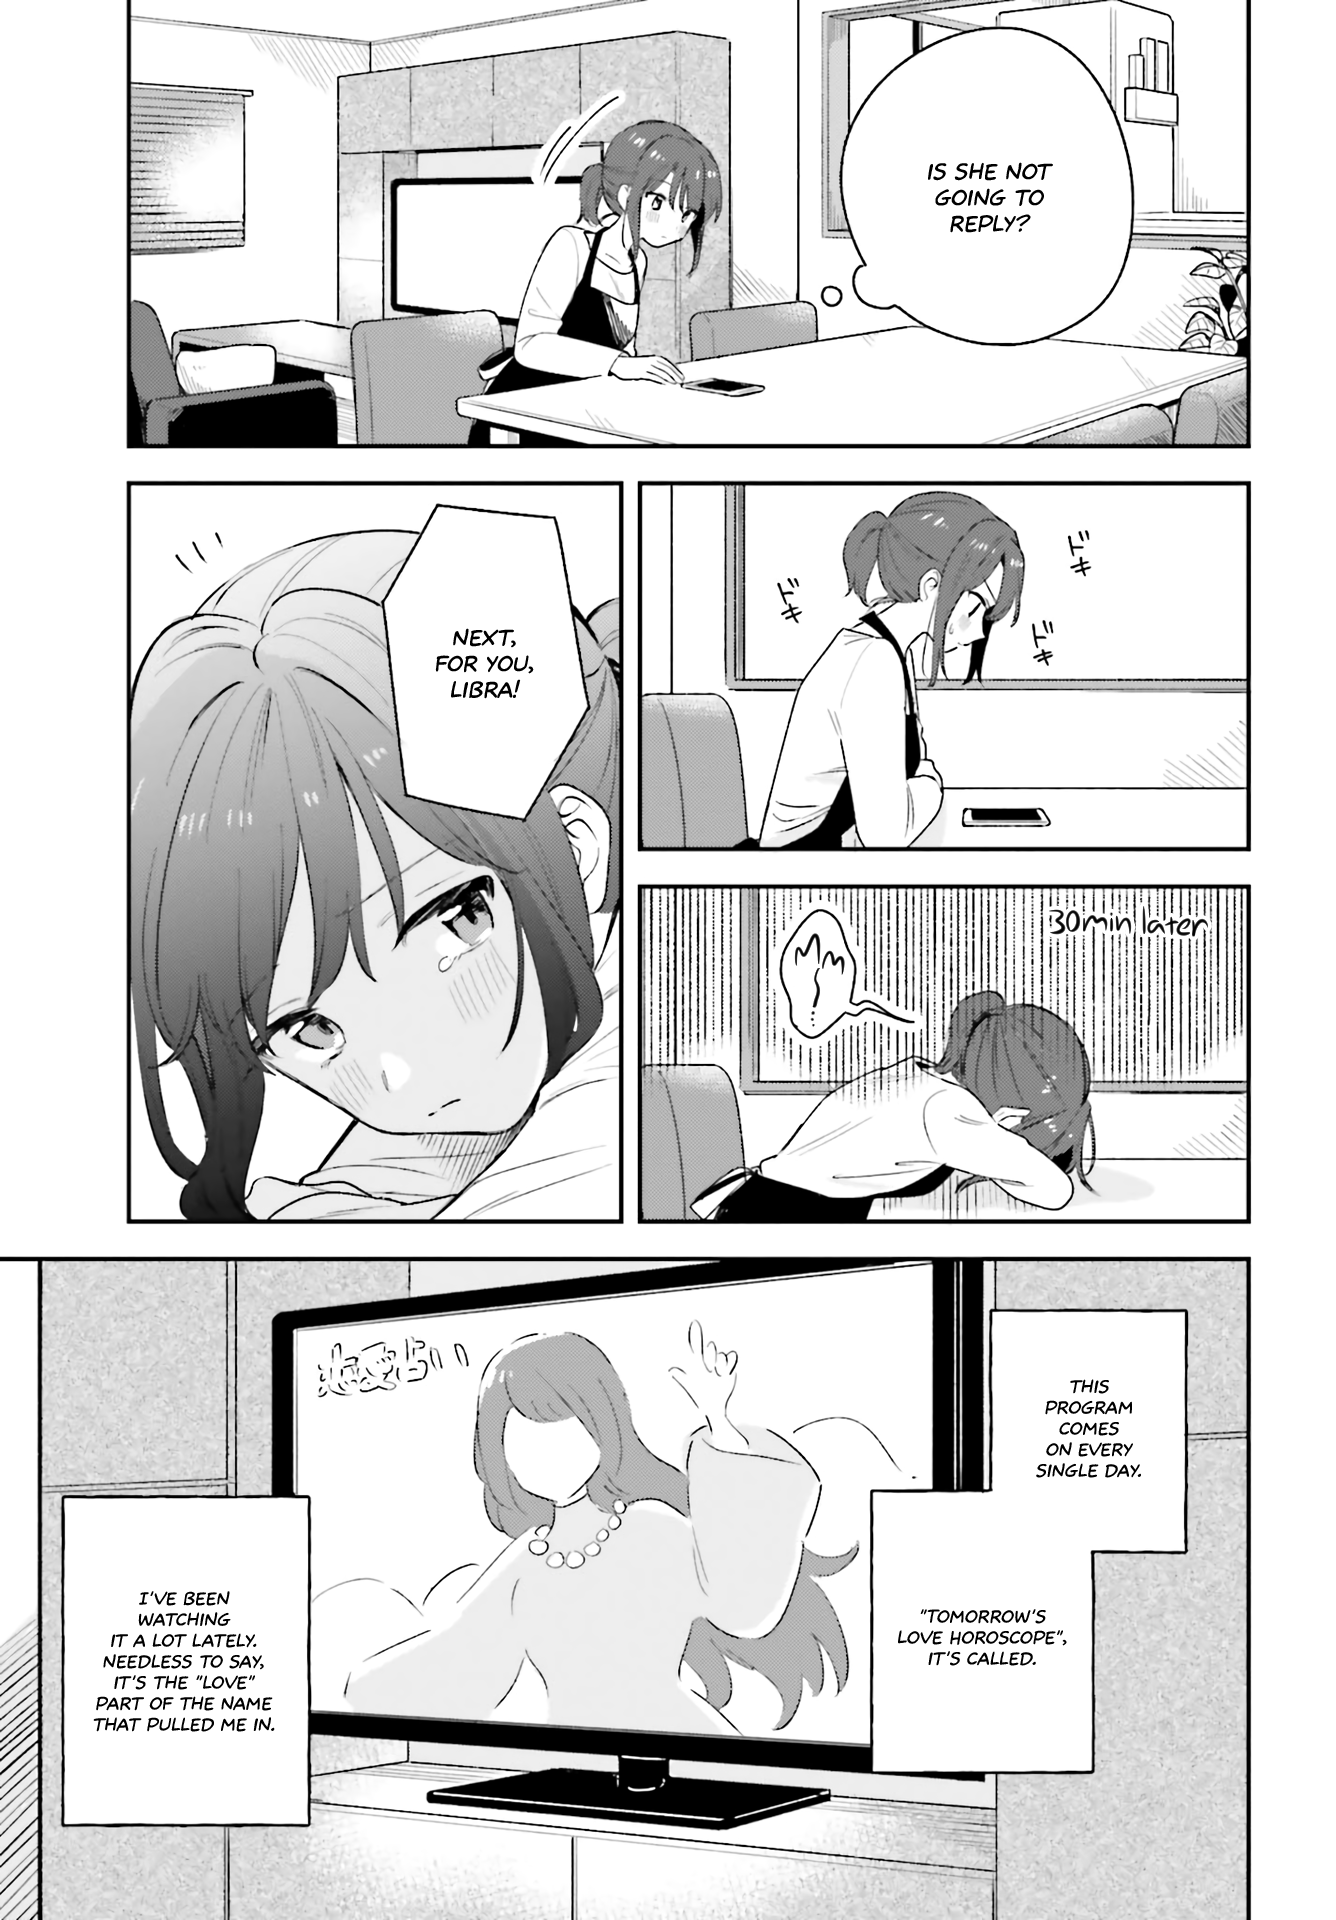 IS SHE NOT
GOING TO
REPLY?
ドキ
ドキ
ドキ
30min later
NEXT,
FOR YOU,
LIBRA!
恋愛占い
THIS
PROGRAM
COMES
ON EVERY
SINGLE DAY.
"TOMORROW'S
LOVE HOROSCOPE",
IT'S CALLED.
I'VE BEEN
WATCHING
IT A LOT LATELY.
NEEDLESS TO SAY,
IT'S THE "LOVE"
PART OF THE NAME
THAT PULLED ME IN.